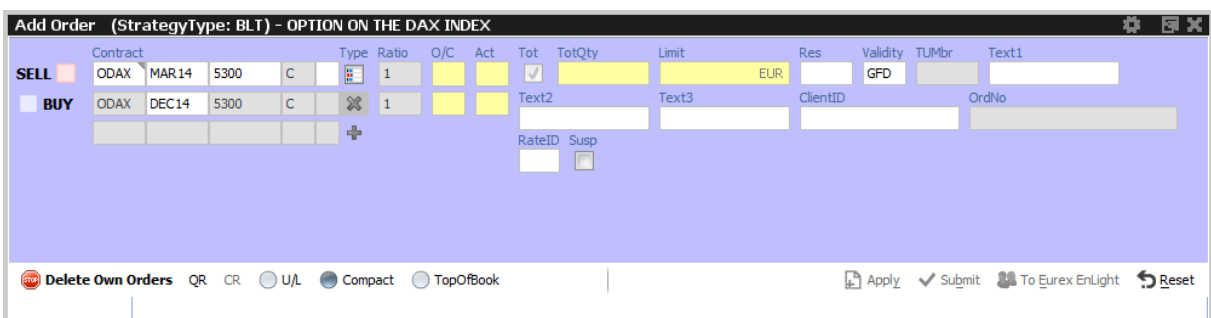 Add Order (StrategyType: BLT) - OPTION ON THE DAX INDEX
Contract Type Ratio O/C Act Tot TotQty Limit Res Validity TUMbr Text1
SELL ODAX MAR14 5300 C 1 EUR GFD
BUY ODAX DEC14 5300 C 1 Text2 Text3 ClientID OrdNo
RateID Susp
STOP Delete Own Orders QR CR U/L Compact TopOfBook Apply Submit To Eurex EnLight Reset